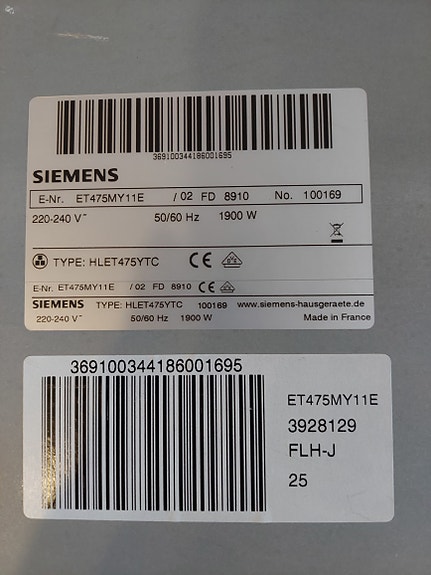 369100344186001695
SIEMENS
E-Nr. ET475MY11E / 02 FD 8910 No. 100169
220-240 V~ 50/60 Hz 1900 W
TYPE: HLET475YTC CE
E-Nr. ET475MY11E / 02 FD 8910 CE
SIEMENS TYPE: HLET475YTC 100169 www.siemens-hausgeraete.de
220-240 V~ 50/60 Hz 1900 W Made in France
369100344186001695
ET475MY11E
3928129
FLH-J
25